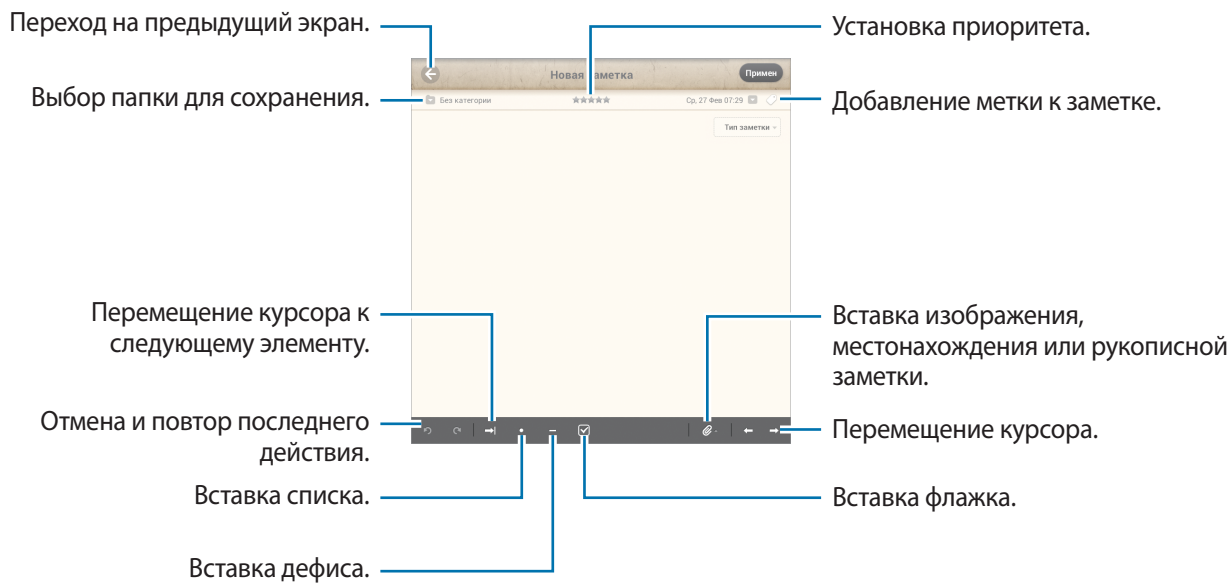 Переход на предыдущий экран.
Установка приоритета.
Новая заметка
Примен
Выбор папки для сохранения.
Без категории
Ср, 27 Фев 07:29
Добавление метки к заметке.
Тип заметки
Перемещение курсора к
следующему элементу.
Вставка изображения,
местонахождения или рукописной
заметки.
Отмена и повтор последнего
действия.
Перемещение курсора.
Вставка списка.
Вставка флажка.
Вставка дефиса.